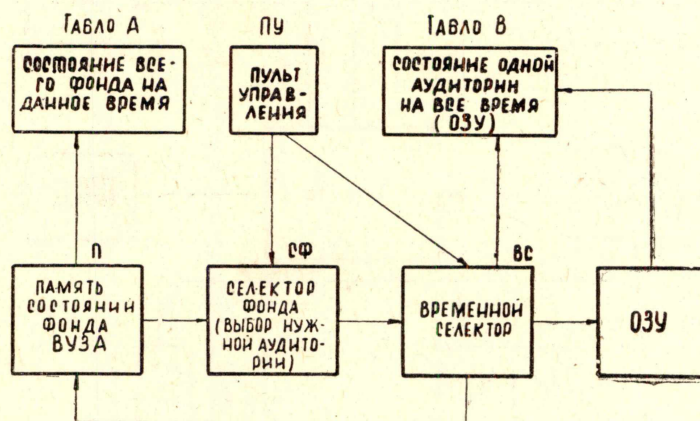 ТАБЛО А
ПУ
ТАБЛО В
СОСТОЯНИЕ ВСЕ-
ГО ФОНДА НА
ДАННОЕ ВРЕМЯ
ПУЛЬТ
УПРАВ-
ЛЕНИЯ
СОСТОЯНИЕ ОДНОЙ
АУДИТОРИИ
НА ВСЕ ВРЕМЯ
(ОЗУ)
П
СФ
ВС
ПАМЯТЬ
СОСТОЯНИЙ
ФОНДА
ВУЗА
СЕЛЕКТОР
ФОНДА
(ВЫБОР НУЖ-
НОЙ АУДИТО-
РИИ)
ВРЕМЕННОЙ
СЕЛЕКТОР
ОЗУ